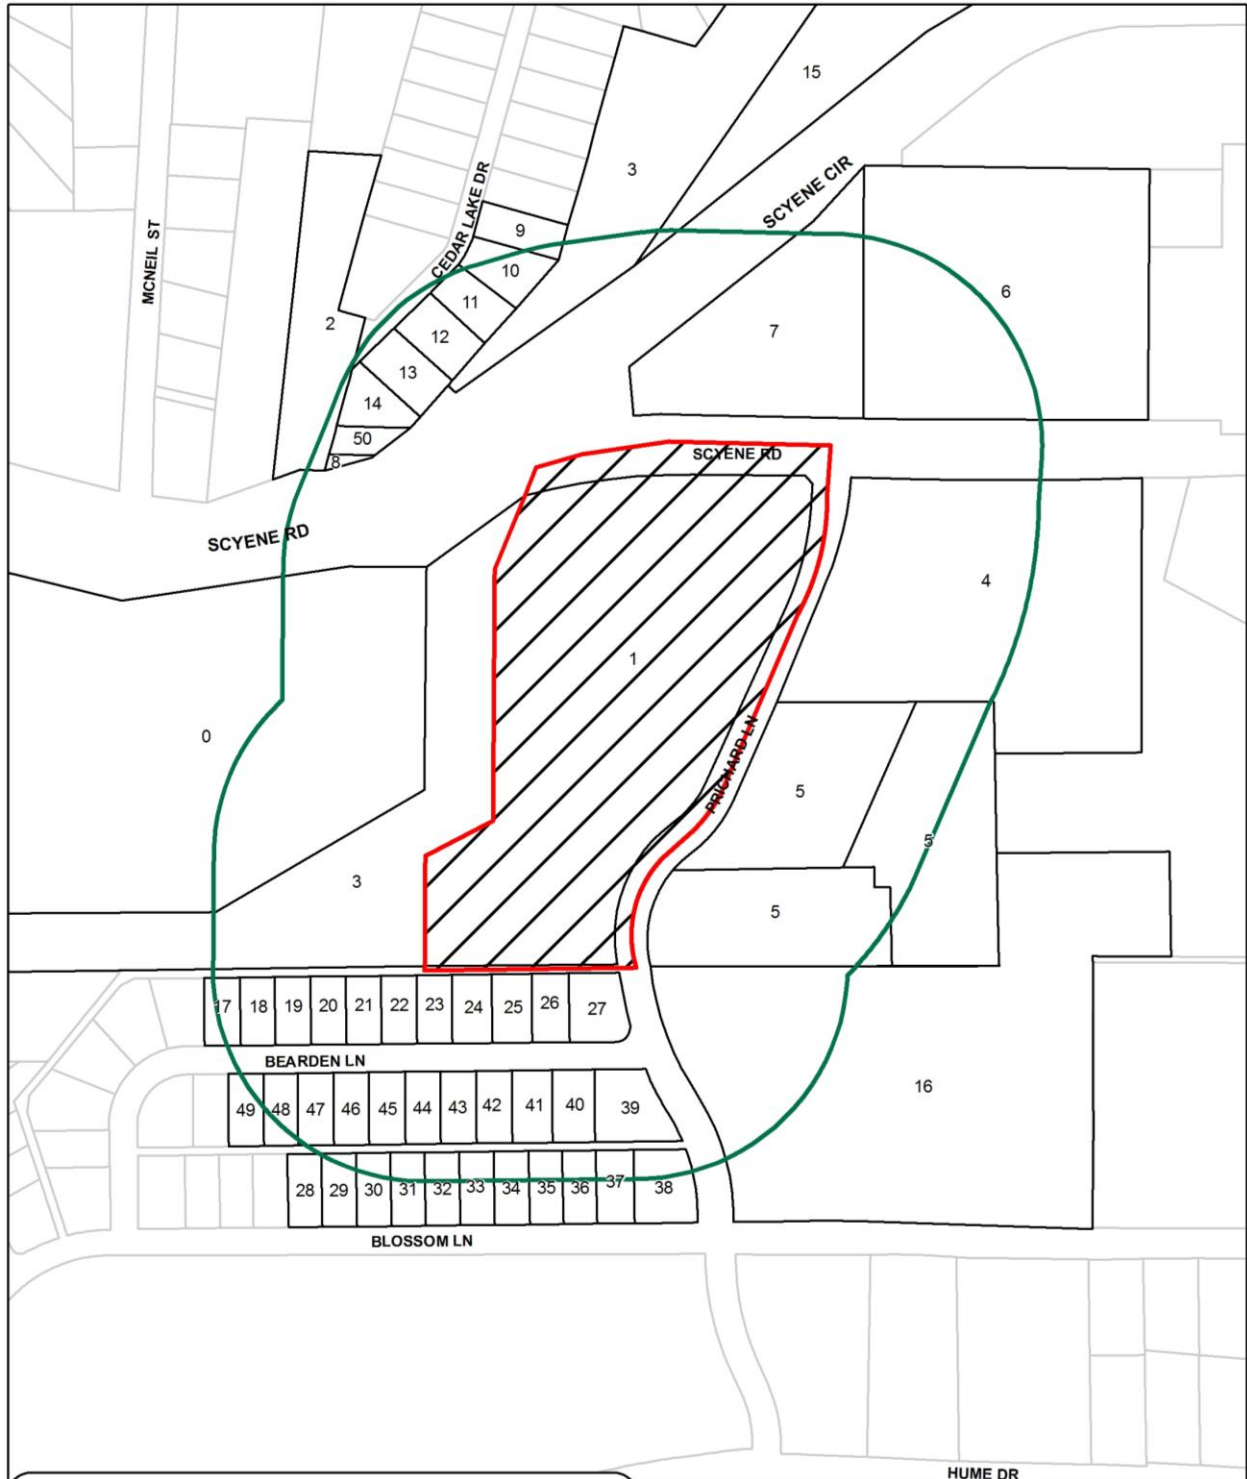 15
3
SCYENE CIR
CEDAR LAKE DR
MCNEIL ST
9
10
6
11
2
12
7
13
14
50
8
SCYENE RD
SCYENE RD
4
1
0
PRICHARD LN
5
5
3
5
17 18 19 20 21 22 23 24 25 26 27
BEARDEN LN
16
49 48 47 46 45 44 43 42 41 40 39
28 29 30 31 32 33 34 35 36 37 38
BLOSSOM LN
HUME DR